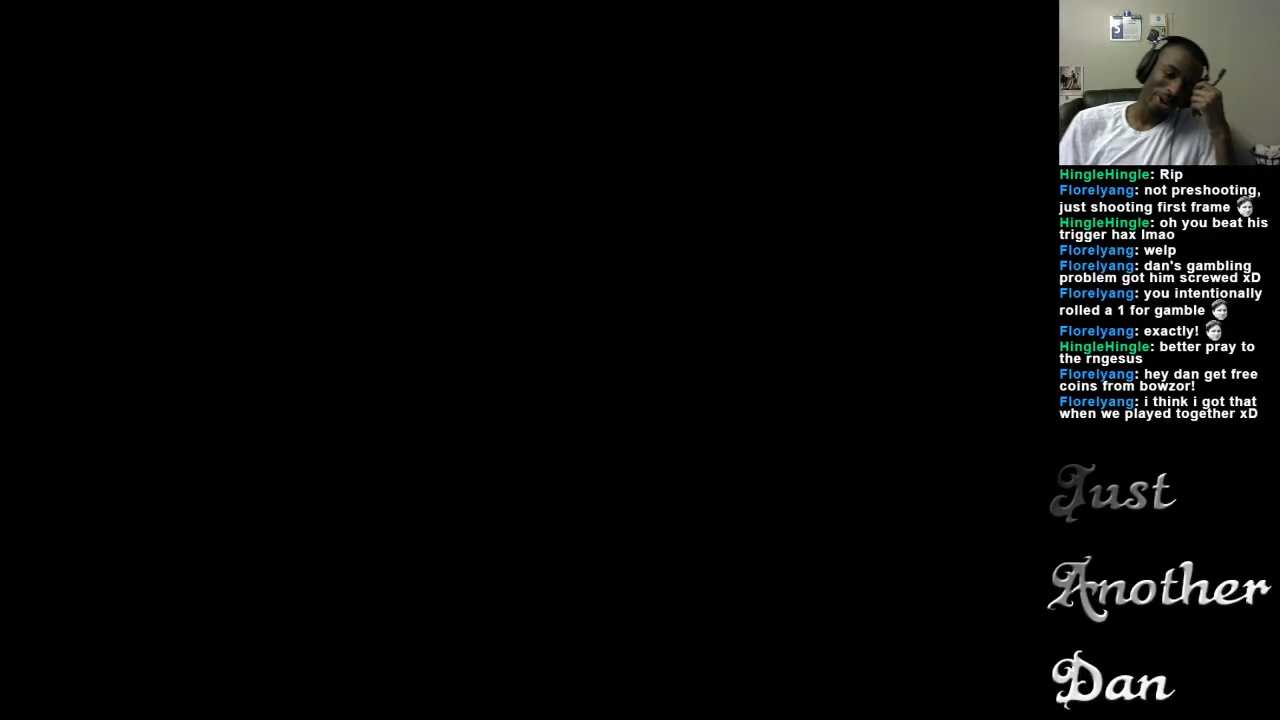 5
HingleHingle: Rip
Florelyang: not preshooting,
just shooting first frame
HingleHingle: oh you beat his
trigger hax lmao
Florelyang: welp
Florelyang: dan's gambling
problem got him screwed xD
Florelyang: you intentionally
rolled a 1 for gamble
Florelyang: exactly!
HingleHingle: better pray to
the rngesus
Florelyang: hey dan get free
coins from bowzor!
Florelyang: i think i got that
when we played together xD
Just
Another
Dan